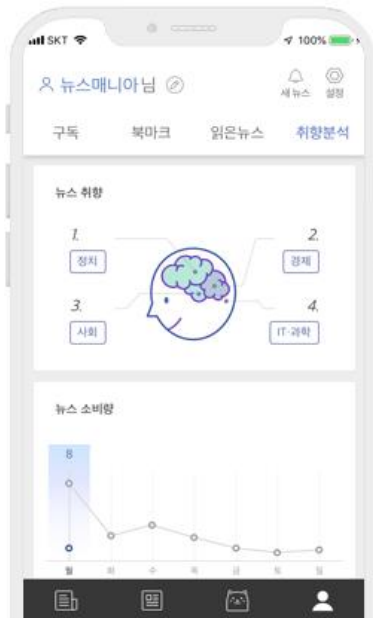 SKT 100%
뉴스매니아님
새 뉴스 설정
구독 북마크 읽은뉴스 취향분석
뉴스 취향
1. 2.
정치 경제
3. 4.
사회 IT·과학
뉴스 소비량
8
월 화 수 목 금 토 일